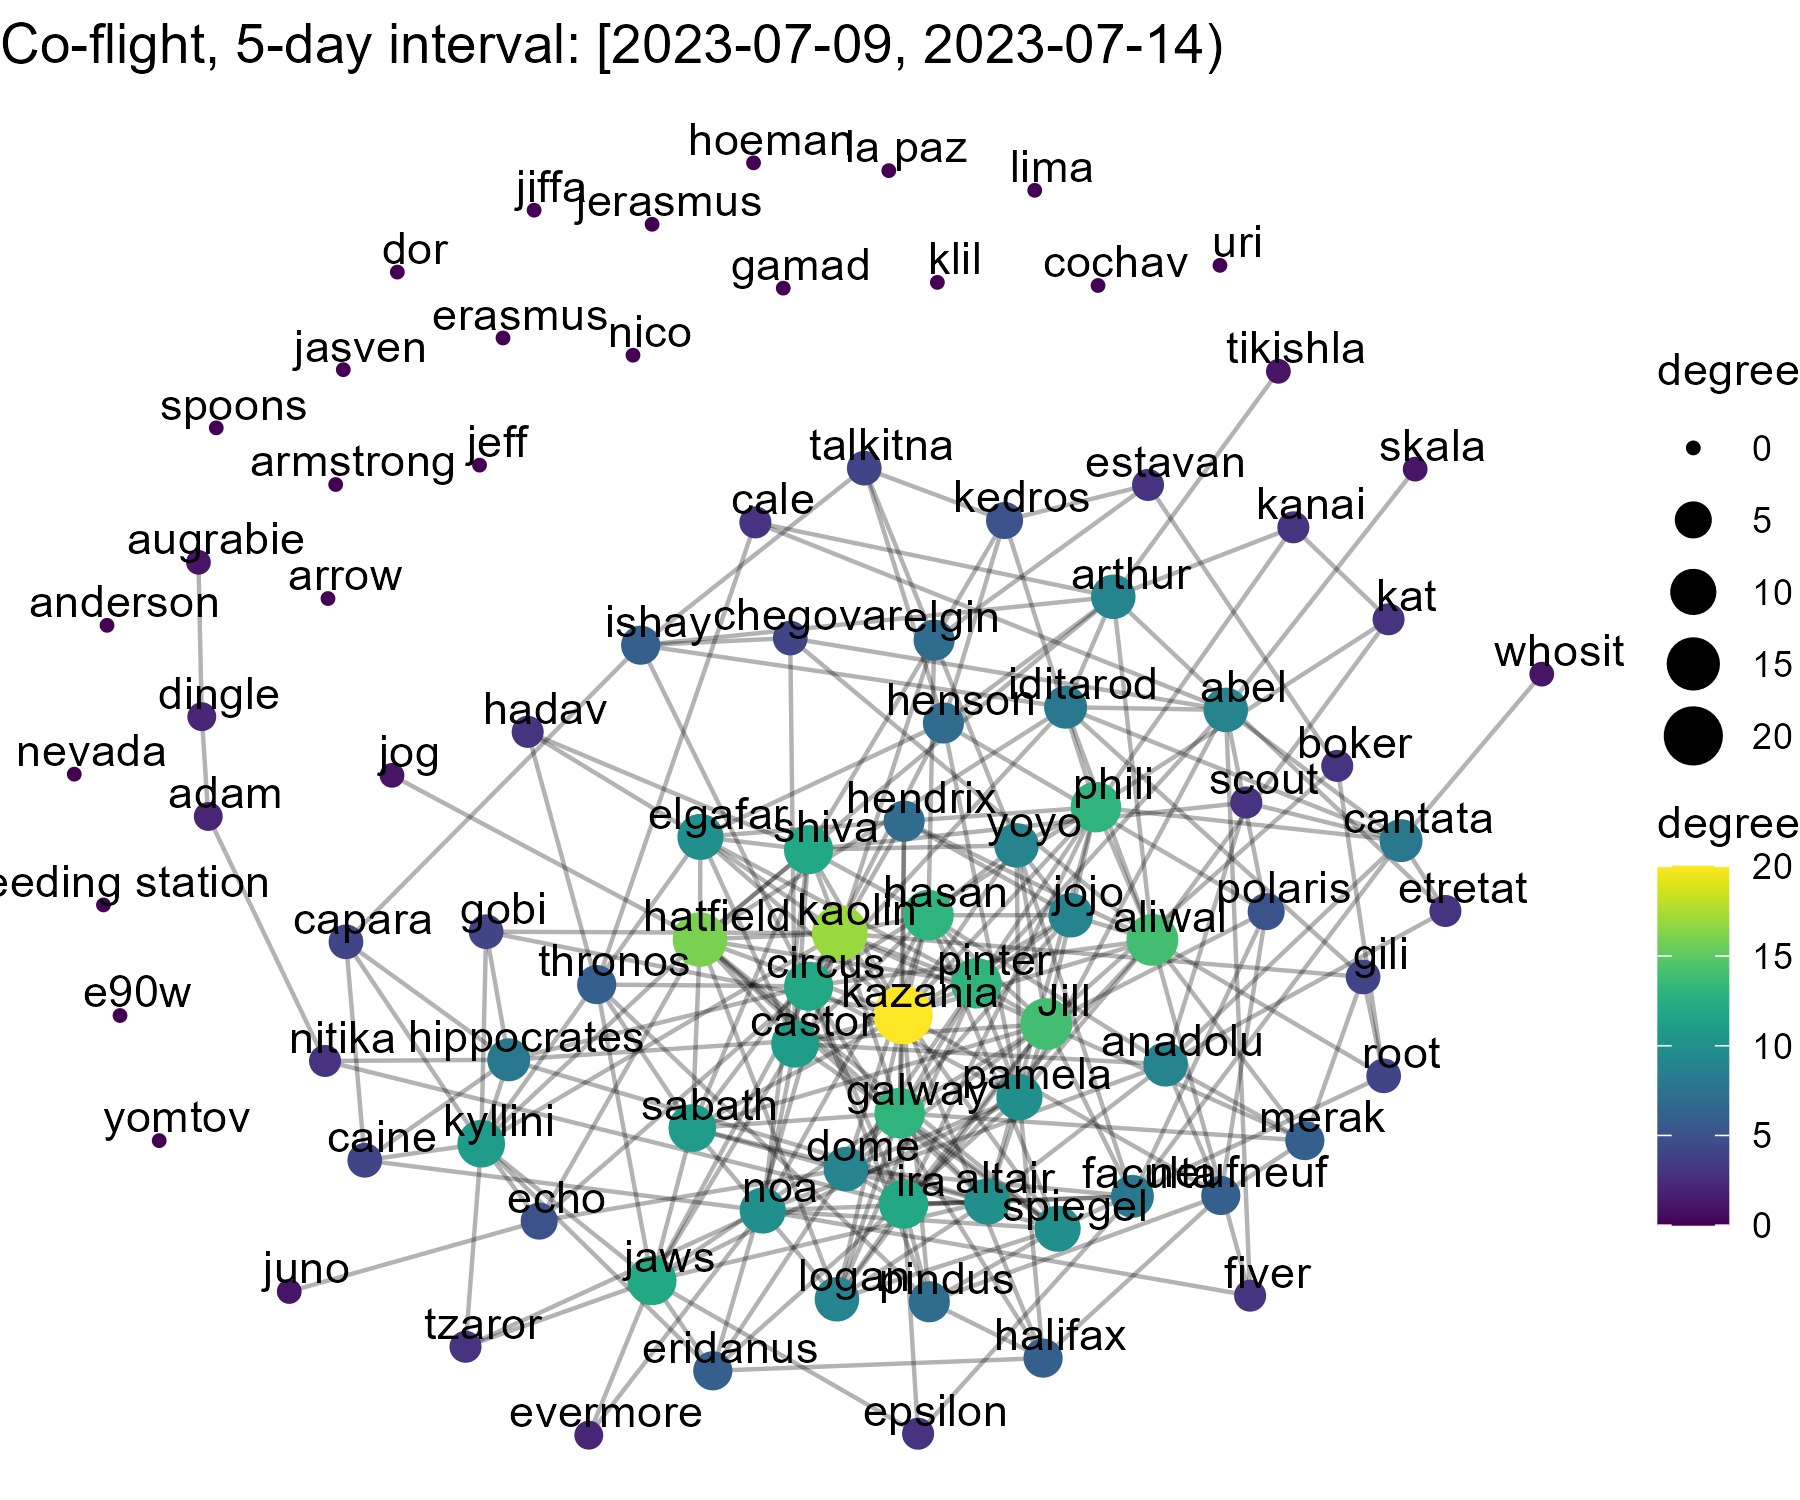 Co-flight, 5-day interval: [2023-07-09, 2023-07-14)
hoeman
la paz
lima
jiffa
jerasmus
dor
gamad
klil
cochav
uri
erasmus
nico
jasven
tikishla
spoons
armstrong
jeff
talkitna
estavan
skala
cale
kedros
kanai
augrabie
arrow
arthur
anderson
kat
ishay
chegovar
elgin
whosit
dingle
hadav
henson
iditarod
abel
nevada
jog
boker
adam
elgafar
shiva
hendrix
yoyo
phili
scout
cantata
eeding station
capara
gobi
hatfield
kaolin
hasan
jojo
aliwal
polaris
etretat
thronos
circus
pinter
gili
e90w
kazahia
Jill
nitika
hippocrates
castor
anadolu
root
yomtov
caine
kyllini
sabath
galway
pamela
merak
dome
echo
noa
ira
altair
facula
neufneuf
spiegel
juno
jaws
logan
pindus
fiver
tzaror
eridanus
halifax
evermore
epsilon
degree
0
5
10
15
20
degree
20
15
10
5
0